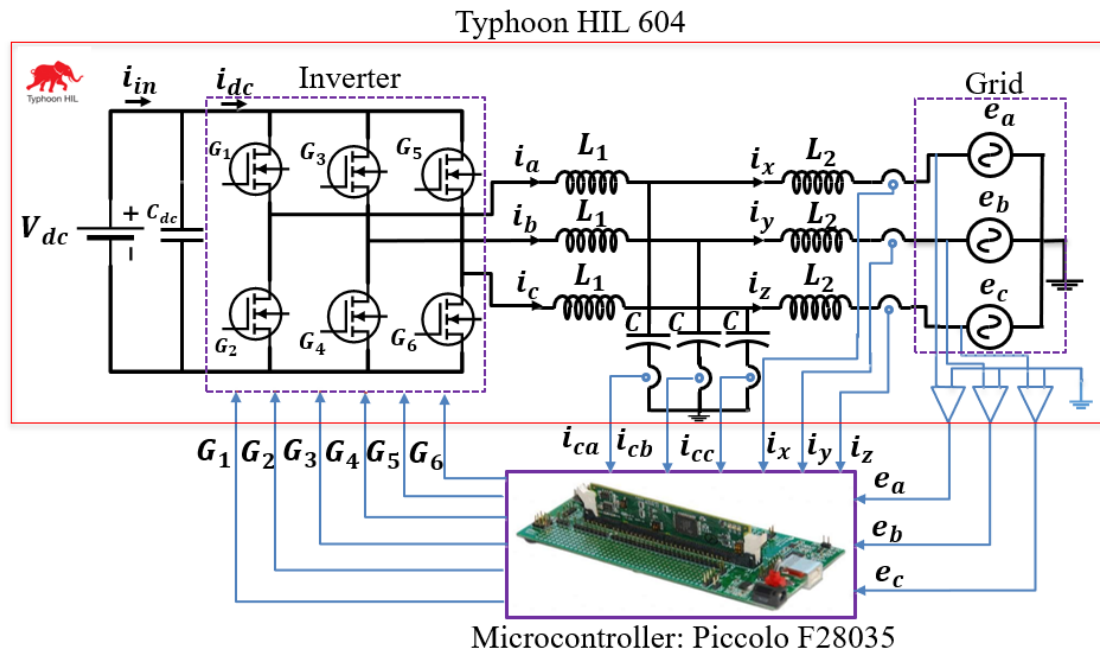 Typhoon HIL 604
Typhoon HIL
i_in
i_dc
Inverter
Grid
G_1
G_3
G_5
G_2
G_4
G_6
V_dc
+
−
C_dc
i_a
L_1
i_x
L_2
e_a
i_b
L_1
i_y
L_2
e_b
i_c
L_1
i_z
L_2
e_c
C C C
G_1 G_2 G_3 G_4 G_5 G_6
i_ca i_cb i_cc i_x i_y i_z
e_a
e_b
e_c
Microcontroller: Piccolo F28035